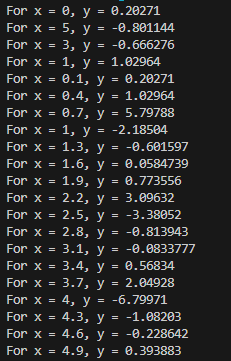 For x = 0, y = 0.20271
For x = 5, y = -0.801144
For x = 3, y = -0.666276
For x = 1, y = 1.02964
For x = 0.1, y = 0.20271
For x = 0.4, y = 1.02964
For x = 0.7, y = 5.79788
For x = 1, y = -2.18504
For x = 1.3, y = -0.601597
For x = 1.6, y = 0.0584739
For x = 1.9, y = 0.773556
For x = 2.2, y = 3.09632
For x = 2.5, y = -3.38052
For x = 2.8, y = -0.813943
For x = 3.1, y = -0.0833777
For x = 3.4, y = 0.56834
For x = 3.7, y = 2.04928
For x = 4, y = -6.79971
For x = 4.3, y = -1.08203
For x = 4.6, y = -0.228642
For x = 4.9, y = 0.393883